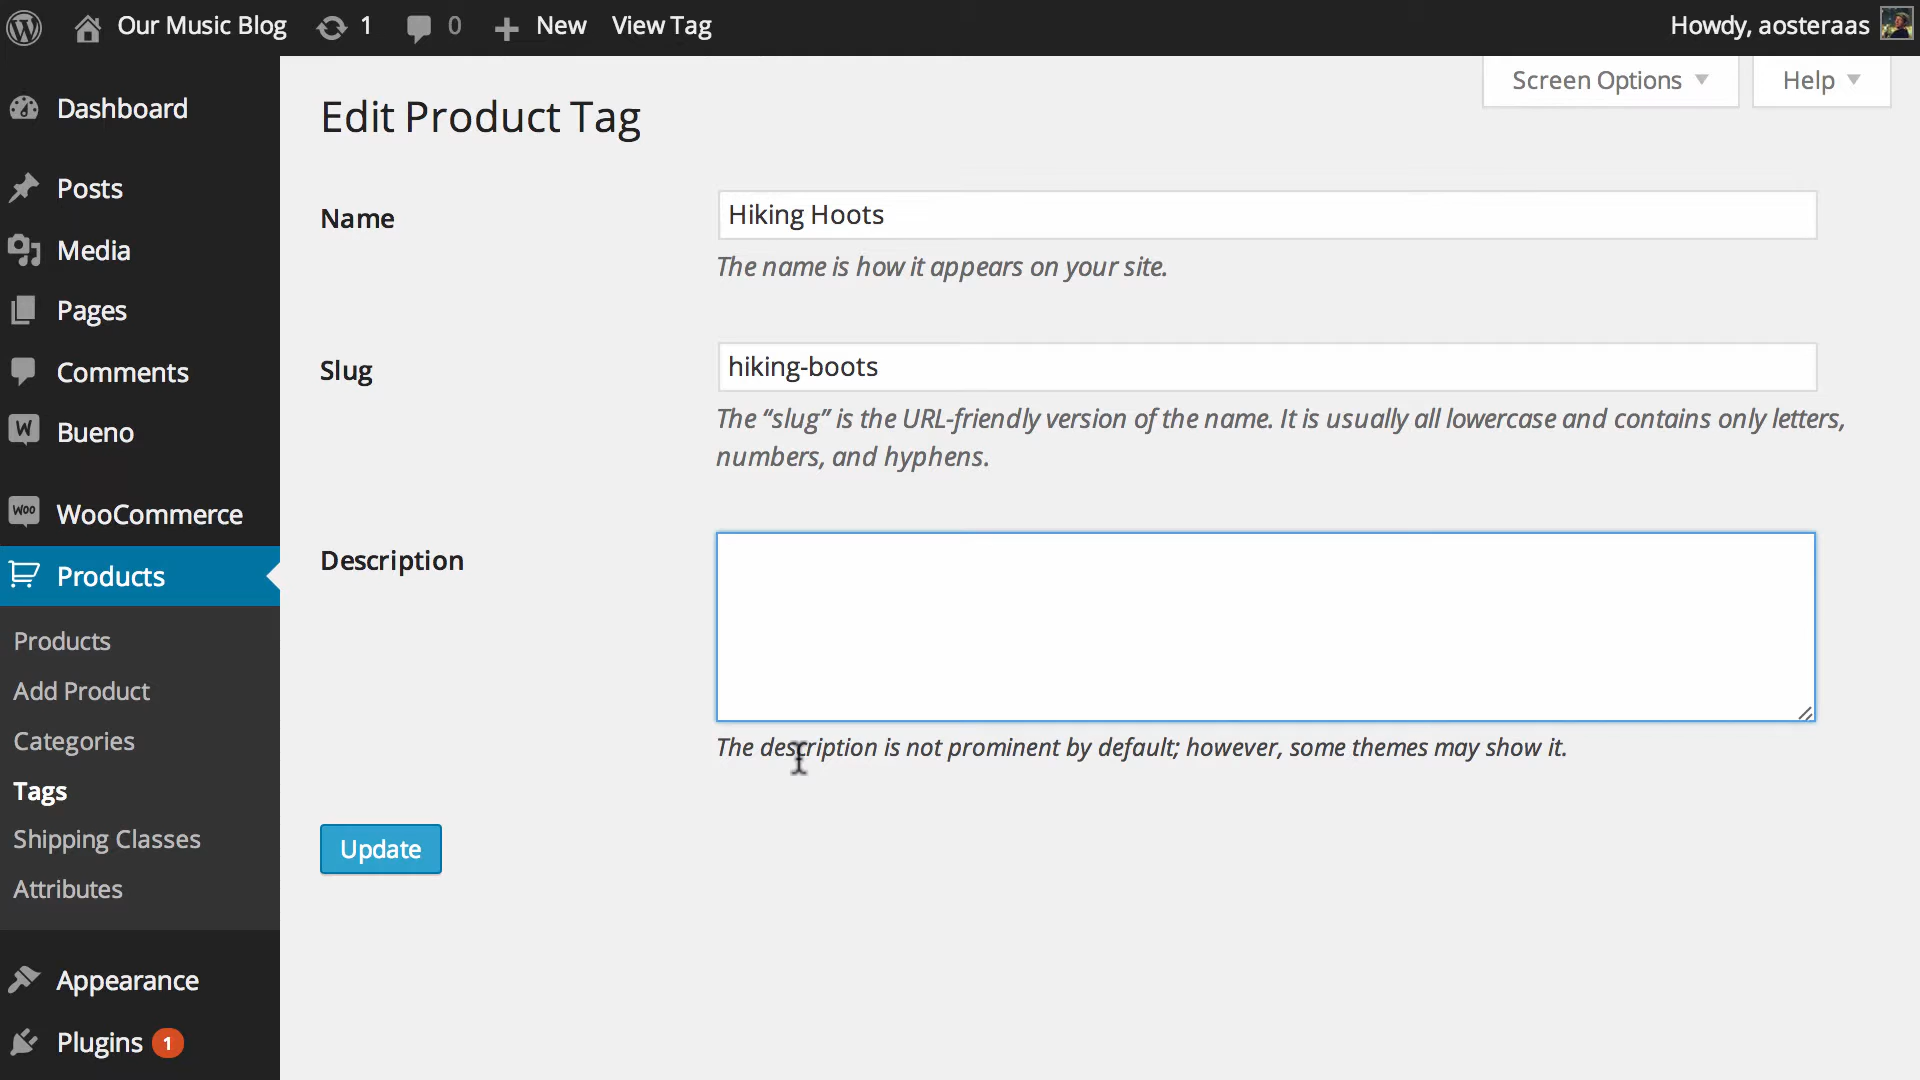 Our Music Blog 1 0 New View Tag Howdy, aosteraas
Screen Options Help
Dashboard
Posts
Media
Pages
Comments
Bueno
WooCommerce
Products
Products
Add Product
Categories
Tags
Shipping Classes
Attributes
Appearance
Plugins 1
Edit Product Tag
Name
Hiking Hoots
The name is how it appears on your site.
Slug
hiking-boots
The “slug” is the URL-friendly version of the name. It is usually all lowercase and contains only letters,
numbers, and hyphens.
Description
The description is not prominent by default; however, some themes may show it.
Update